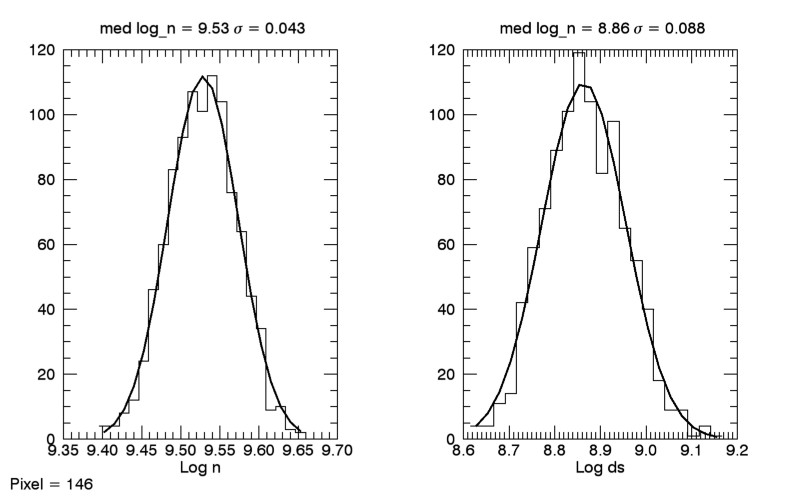 med log_n = 9.53 σ = 0.043
120
100
80
60
40
20
0
9.35 9.40 9.45 9.50 9.55 9.60 9.65 9.70
Log n
med log_n = 8.86 σ = 0.088
120
100
80
60
40
20
0
8.6 8.7 8.8 8.9 9.0 9.1 9.2
Log ds
Pixel = 146